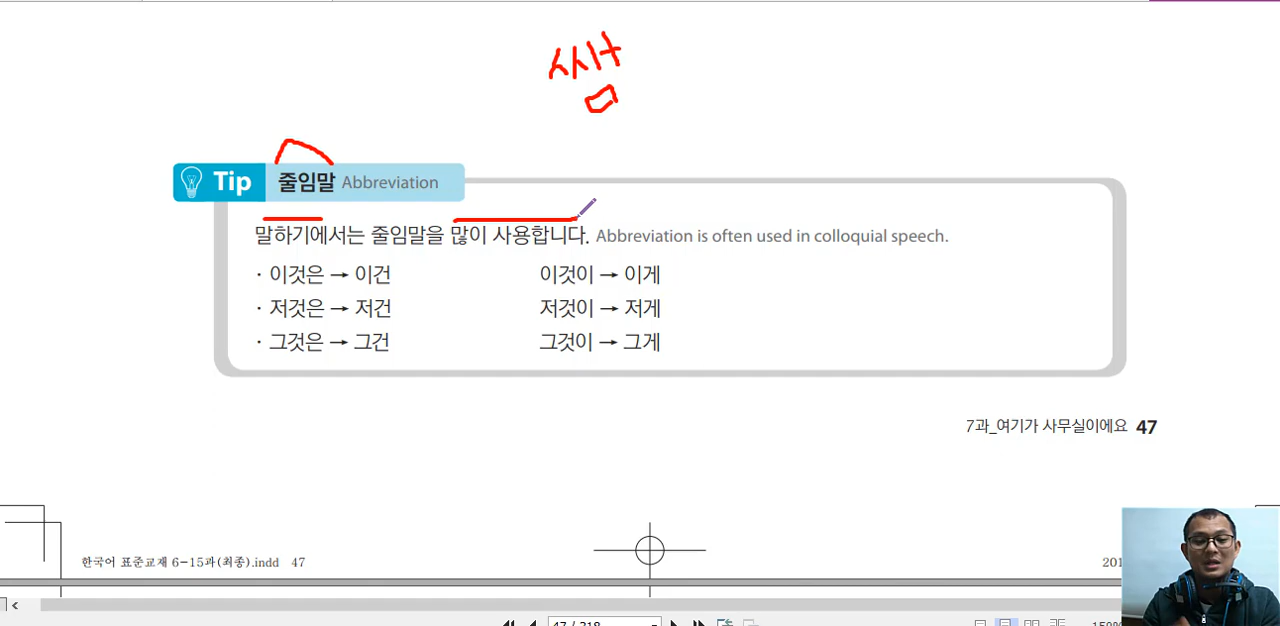 Tip 줄임말 Abbreviation
말하기에서는 줄임말을 많이 사용합니다. Abbreviation is often used in colloquial speech.
· 이것은 → 이건 이것이 → 이게
· 저것은 → 저건 저것이 → 저게
· 그것은 → 그건 그것이 → 그게
7과_여기가 사무실이에요 47
한국어 표준교재 6-15과(최종).indd 47
47 / 218
150%